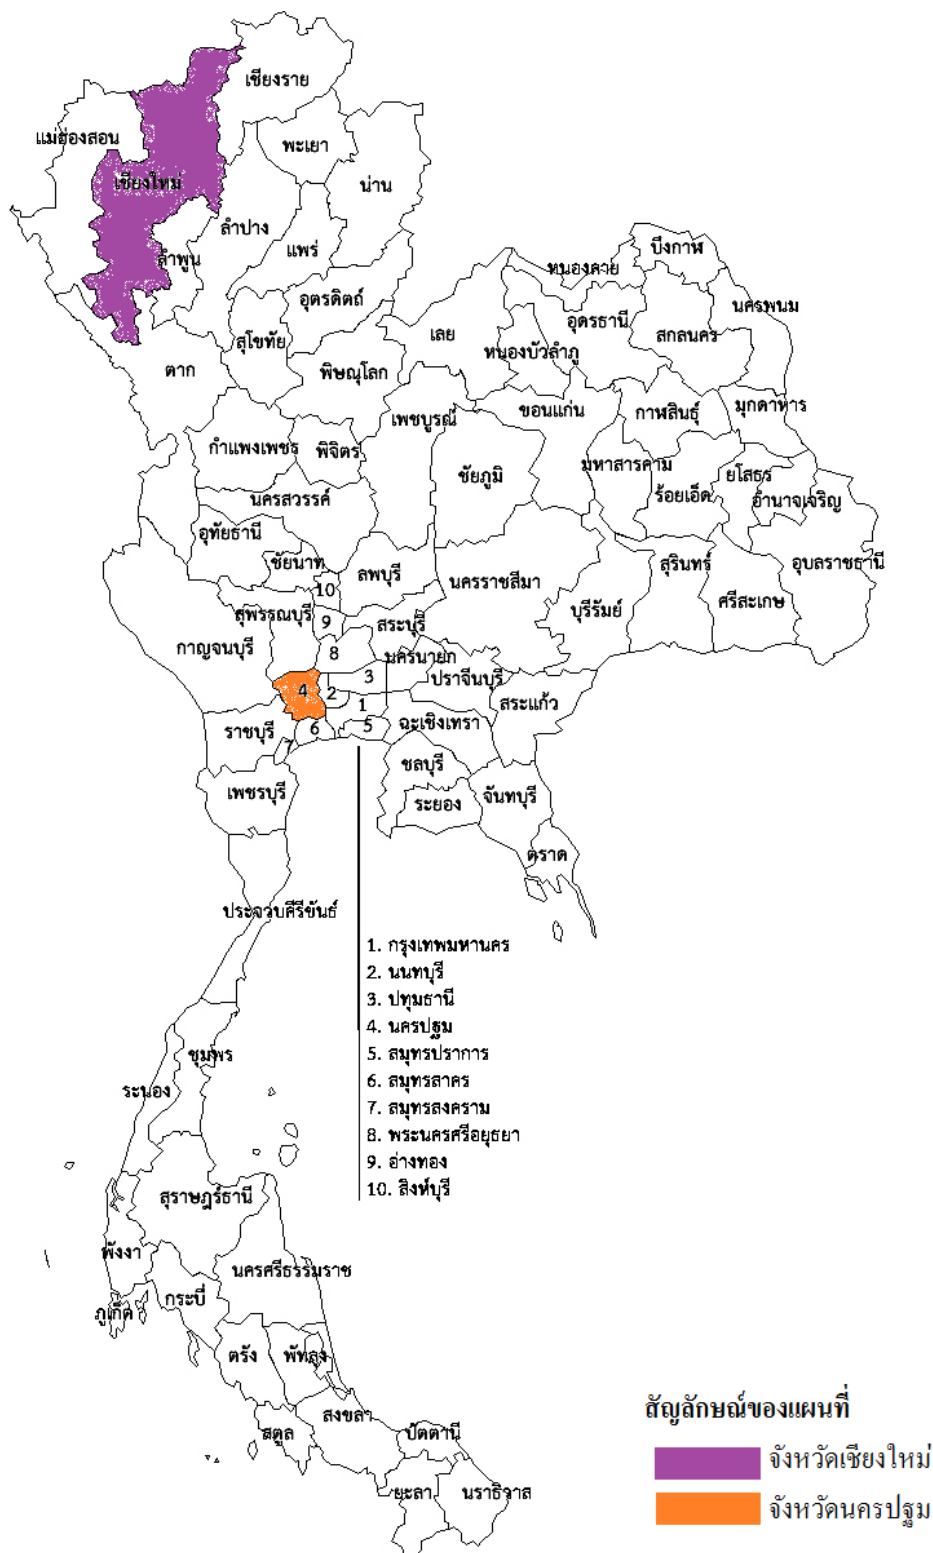 เชียงราย
แม่ฮ่องสอน
พะเยา
เชียงใหม่
น่าน
ลำปาง
แพร่
ลำพูน
บึงกาฬ
หนองคาย
อุตรดิตถ์
นครพนม
อุดรธานี
เลย
สกลนคร
สุโขทัย
หนองบัวลำภู
ตาก
พิษณุโลก
เพชบูรณ์
ขอนแก่น
กาฬสินธุ์
มุกดาหาร
กำแพงเพชร
พิจิตร
ชัยภูมิ
มหาสารคาม
ยโสธร
ร้อยเอ็ด
อำนาจเจริญ
นครสวรรค์
อุทัยธานี
ชัยนาท
ลพบุรี
นครราชสีมา
สุรินทร์
อุบลราชธานี
10
บุรีรัมย์
ศรีสะเกษ
สุพรรณบุรี
9
สระบุรี
กาญจนบุรี
8
นครนายก
3
ปราจีนบุรี
4
2
1
สระแก้ว
ราชบุรี
6
5
ฉะเชิงเทรา
7
ชลบุรี
เพชรบุรี
ระยอง
จันทบุรี
ตราด
ประจวบคีรีขันธ์
1. กรุงเทพมหานคร
2. นนทบุรี
3. ปทุมธานี
4. นครปฐม
5. สมุทรปราการ
6. สมุทรสาคร
7. สมุทรสงคราม
8. พระนครศรีอยุธยา
9. อ่างทอง
10. สิงห์บุรี
ชุมพร
ระนอง
สุราษฎร์ธานี
พังงา
นครศรีธรรมราช
กระบี่
ภูเก็ต
ตรัง
พัทลุง
สงขลา
สตูล
ปัตตานี
ยะลา
นราธิวาส
สัญลักษณ์ของแผนที่
จังหวัดเชียงใหม่
จังหวัดนครปฐม